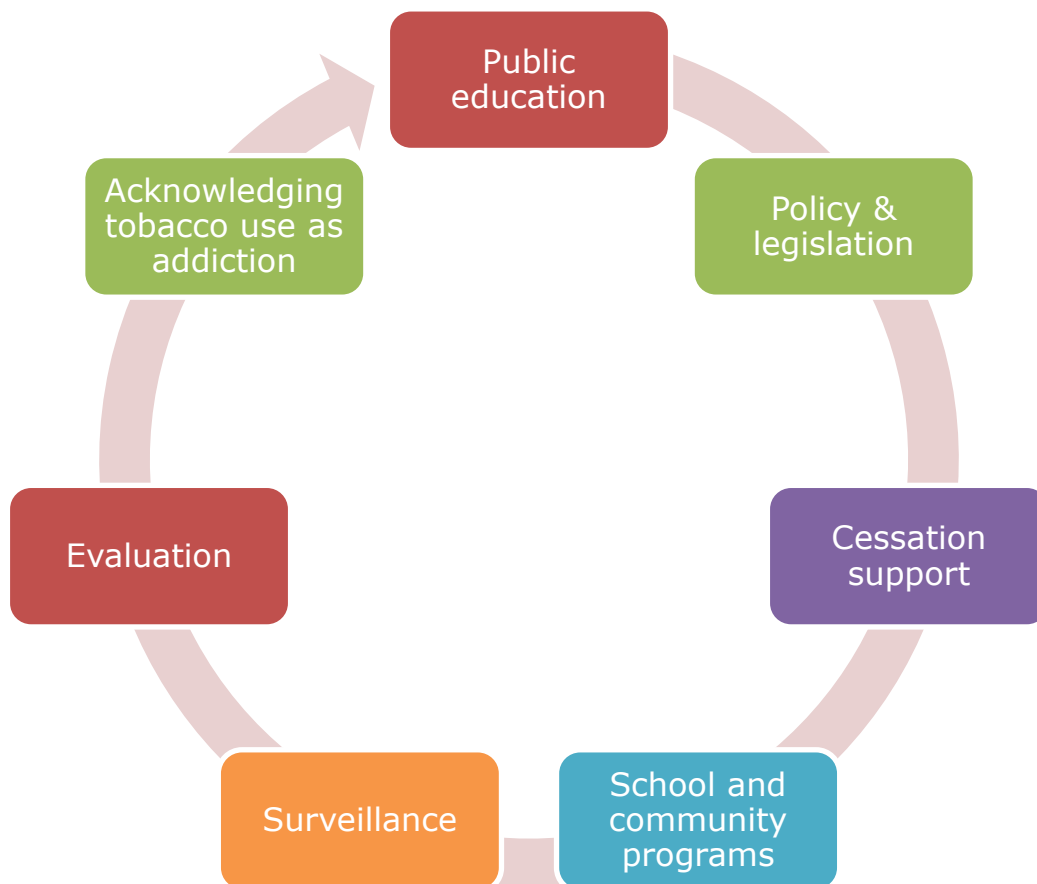 Public
education
Policy &
legislation
Cessation
support
School and
community
programs
Surveillance
Evaluation
Acknowledging
tobacco use as
addiction